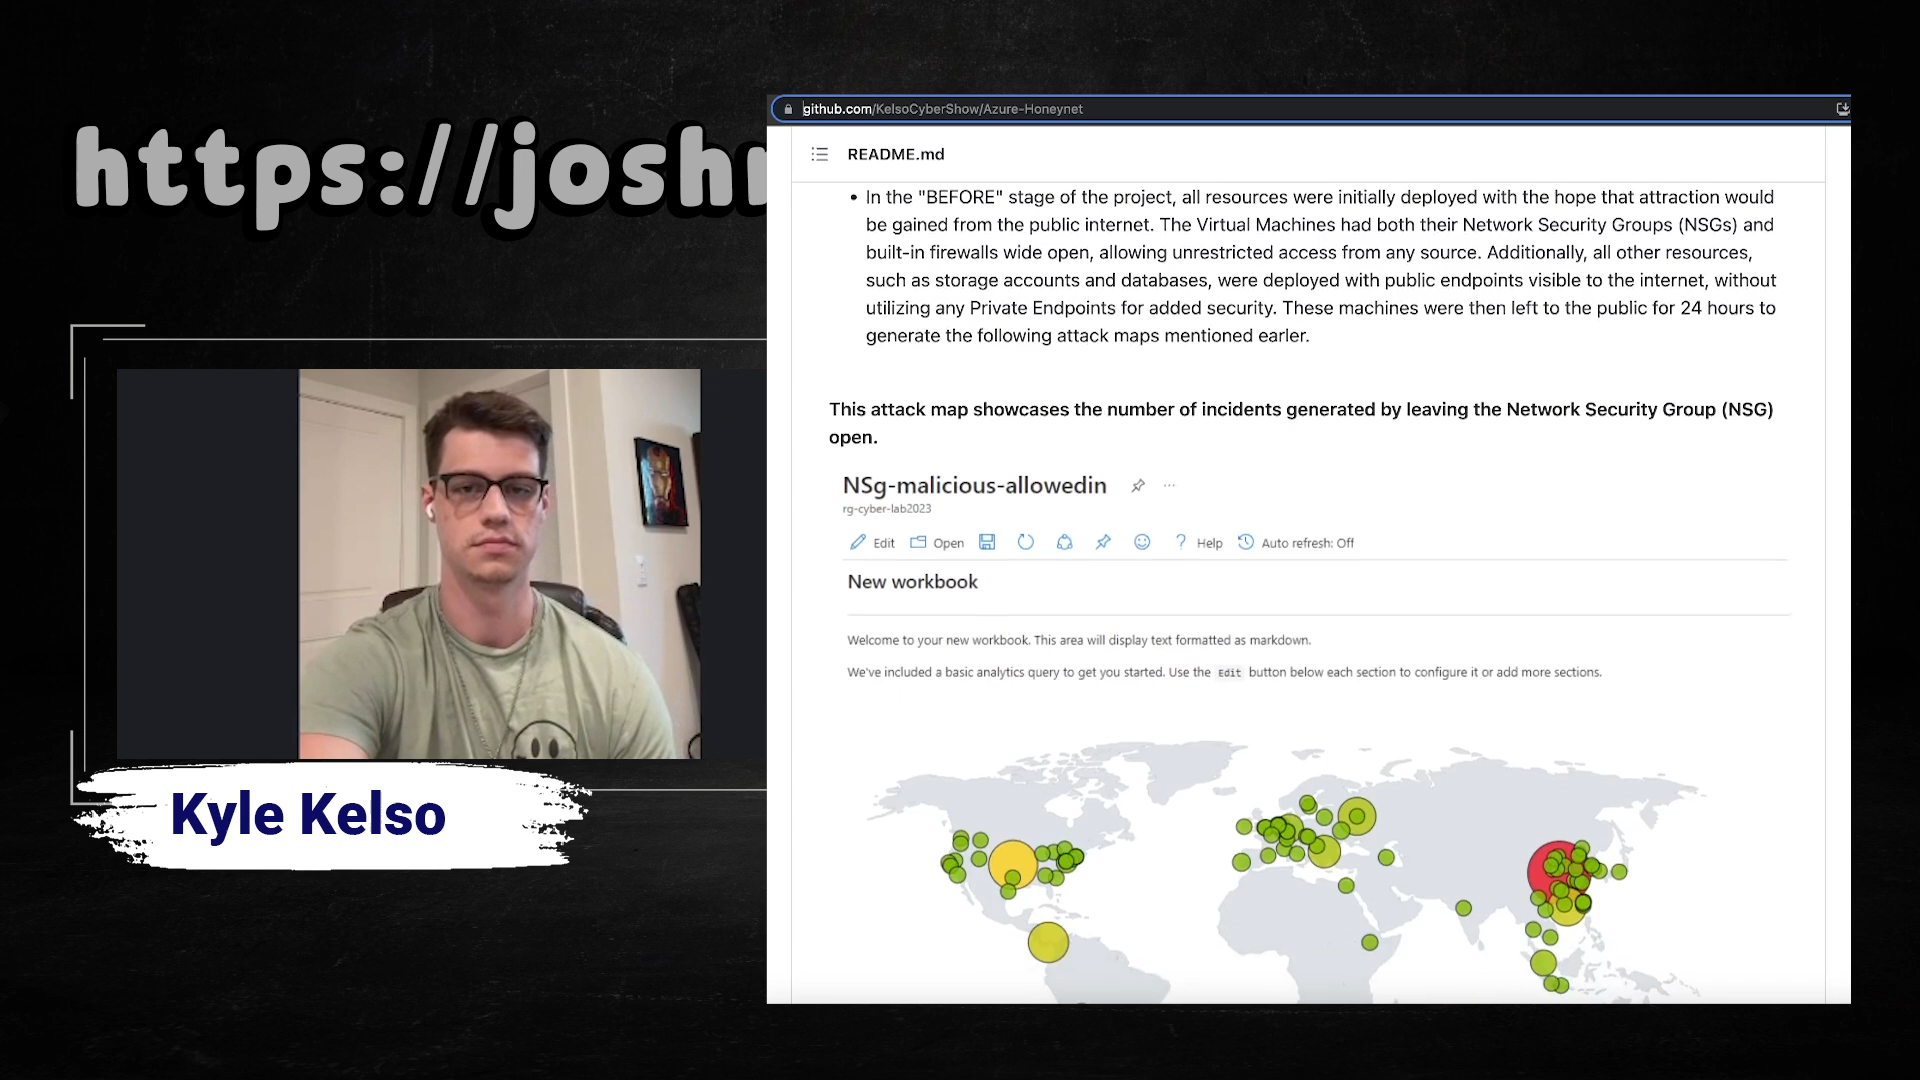 https://josh
github.com/KelsoCyberShow/Azure-Honeynet
README.md
In the "BEFORE" stage of the project, all resources were initially deployed with the hope that attraction would
be gained from the public internet. The Virtual Machines had both their Network Security Groups (NSGs) and
built-in firewalls wide open, allowing unrestricted access from any source. Additionally, all other resources,
such as storage accounts and databases, were deployed with public endpoints visible to the internet, without
utilizing any Private Endpoints for added security. These machines were then left to the public for 24 hours to
generate the following attack maps mentioned earler.
This attack map showcases the number of incidents generated by leaving the Network Security Group (NSG)
open.
NSg-malicious-allowedin
rg-cyber-lab2023
Edit Open ? Help Auto refresh: Off
New workbook
Welcome to your new workbook. This area will display text formatted as markdown.
We've included a basic analytics query to get you started. Use the Edit button below each section to configure it or add more sections.
Kyle Kelso